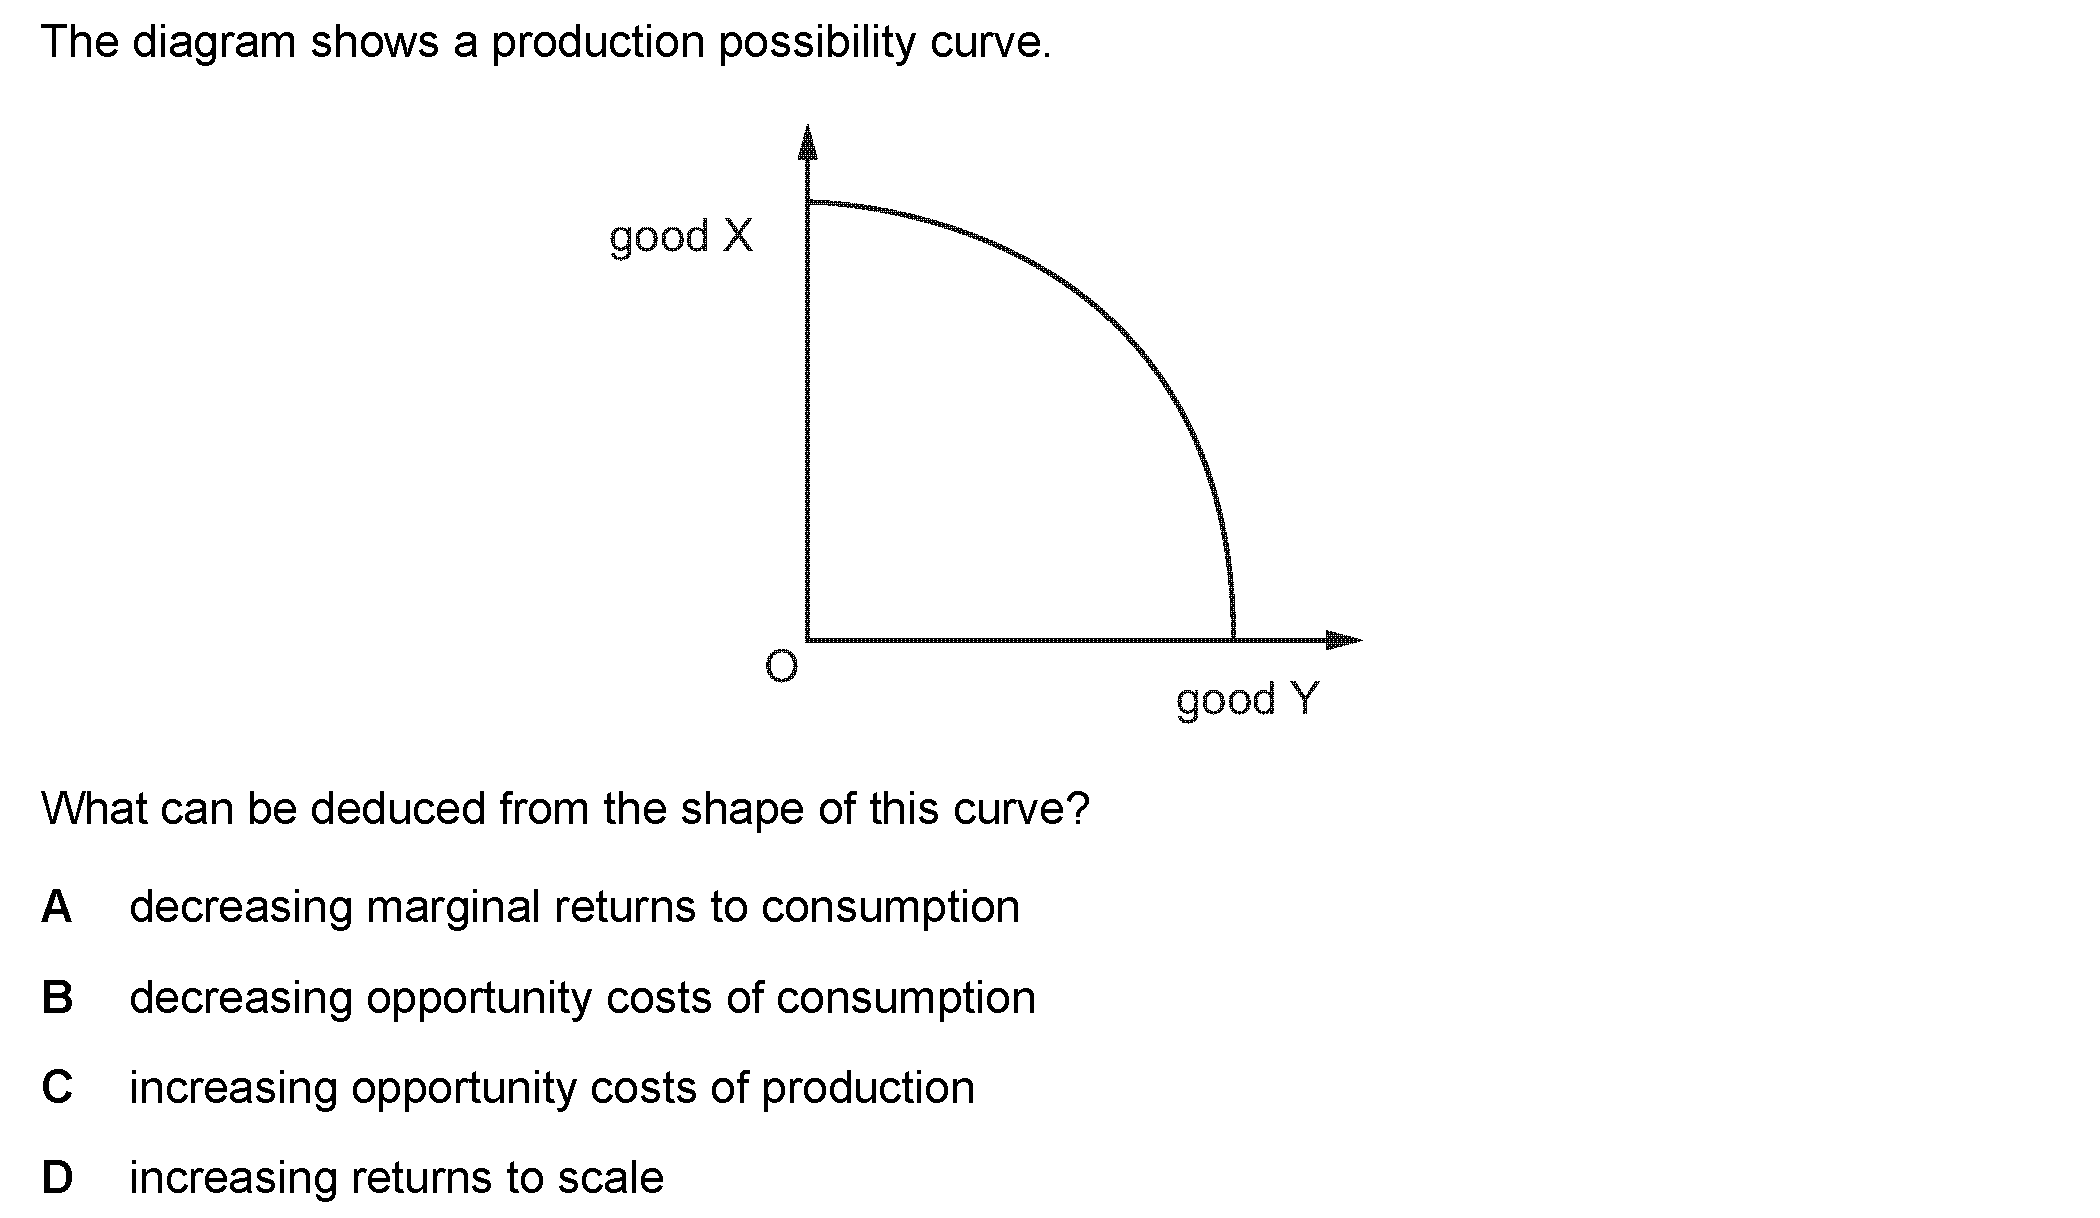 The diagram shows a production possibility curve.
good X
O
good Y
What can be deduced from the shape of this curve?
A decreasing marginal returns to consumption
B decreasing opportunity costs of consumption
C increasing opportunity costs of production
D increasing returns to scale